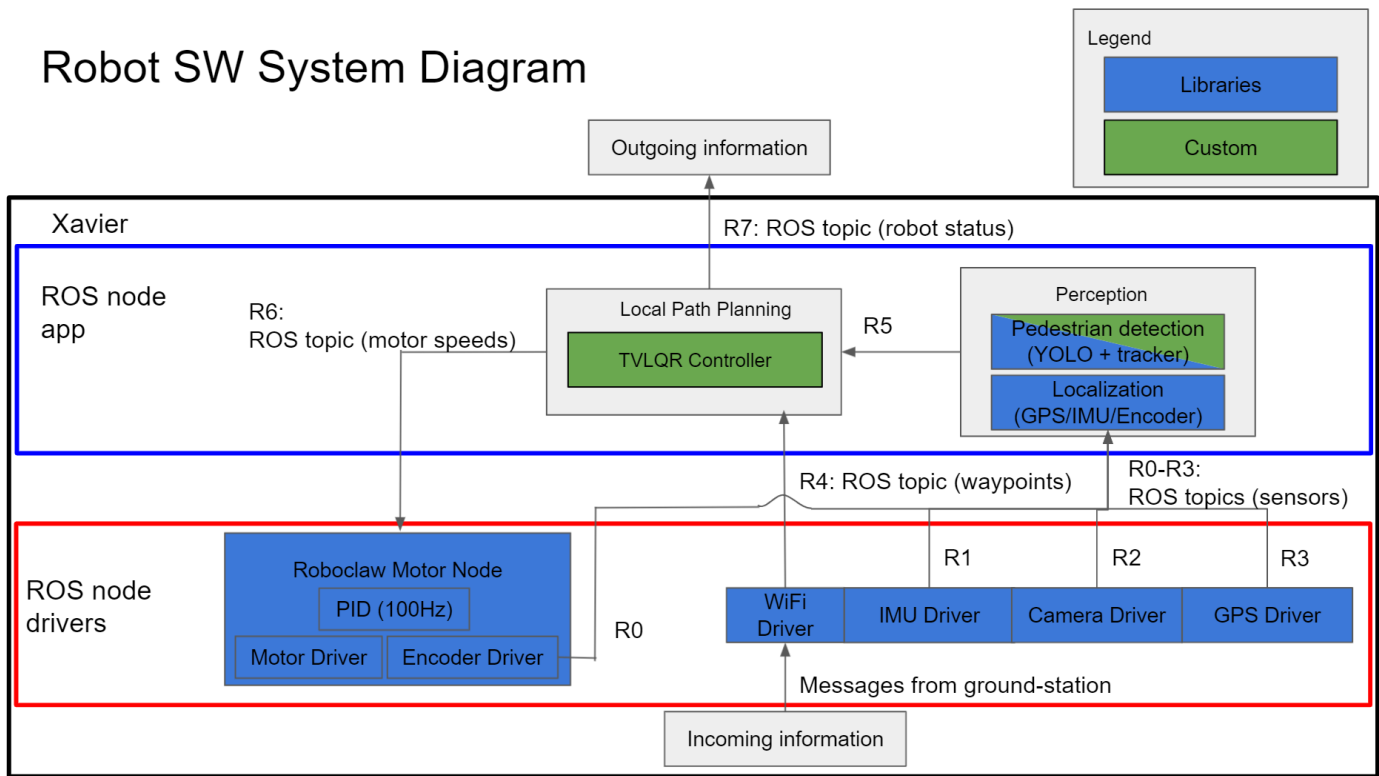 Robot SW System Diagram
Legend
Libraries
Custom
Outgoing information
Xavier
R7: ROS topic (robot status)
ROS node
app
R6:
ROS topic (motor speeds)
Local Path Planning
TVLQR Controller
R5
Perception
Pedestrian detection
(YOLO + tracker)
Localization
(GPS/IMU/Encoder)
R4: ROS topic (waypoints)
R0-R3:
ROS topics (sensors)
ROS node
drivers
Roboclaw Motor Node
PID (100Hz)
Motor Driver
Encoder Driver
R0
R1
R2
R3
WiFi
Driver
IMU Driver
Camera Driver
GPS Driver
Messages from ground-station
Incoming information